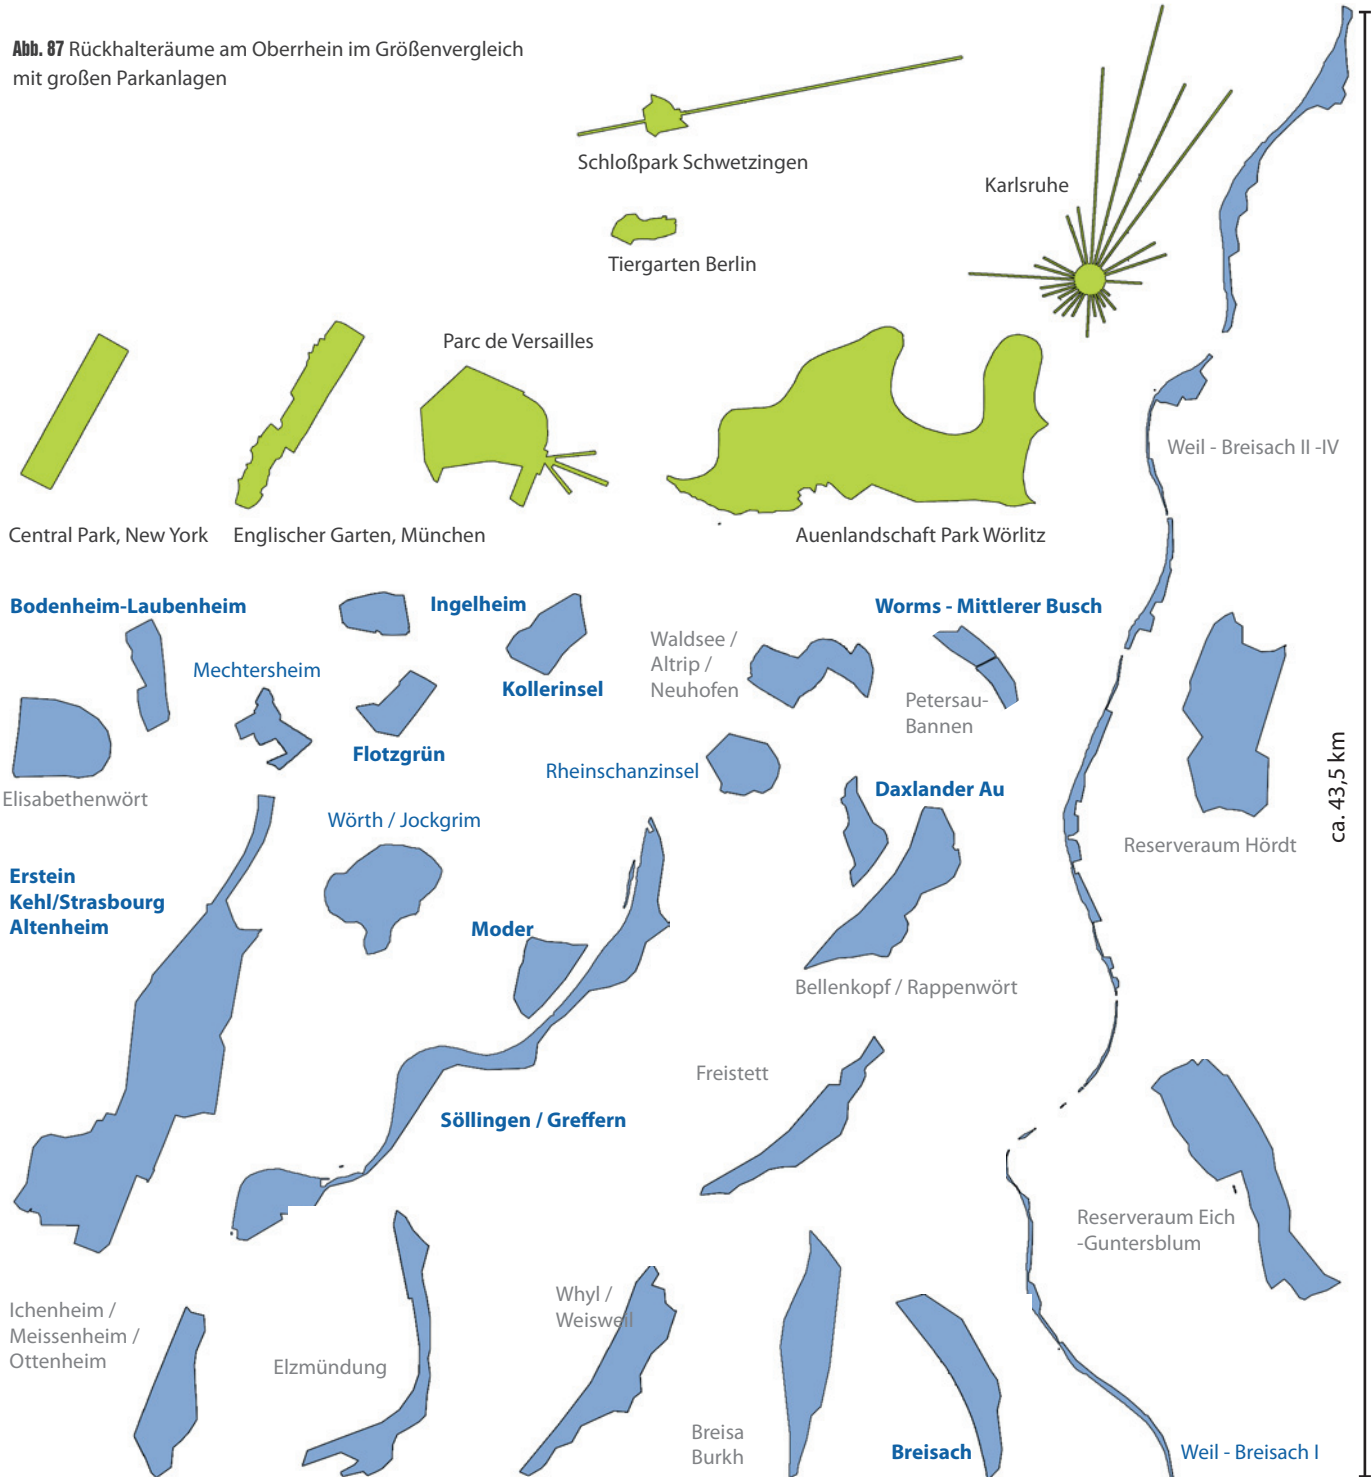 Abb. 87 Rückhalteräume am Oberrhein im Größenvergleich
mit großen Parkanlagen
Schloßpark Schwetzingen
Karlsruhe
Tiergarten Berlin
Parc de Versailles
Weil - Breisach II -IV
Central Park, New York
Englischer Garten, München
Auenlandschaft Park Wörlitz
Bodenheim-Laubenheim
Ingelheim
Worms - Mittlerer Busch
Waldsee /
Altrip /
Neuhofen
Mechtersheim
Kollerinsel
Petersau-
Bannen
Flotzgrün
Rheinschanzinsel
Elisabethenwört
Daxlander Au
Wörth / Jockgrim
Reserveraum Hördt
ca. 43,5 km
Erstein
Kehl/Strasbourg
Altenheim
Moder
Bellenkopf / Rappenwört
Freistett
Söllingen / Greffern
Reserveraum Eich
-Guntersblum
Ichenheim /
Meissenheim /
Ottenheim
Elzmündung
Whyl /
Weisweil
Breisa
Burkh
Breisach
Weil - Breisach I